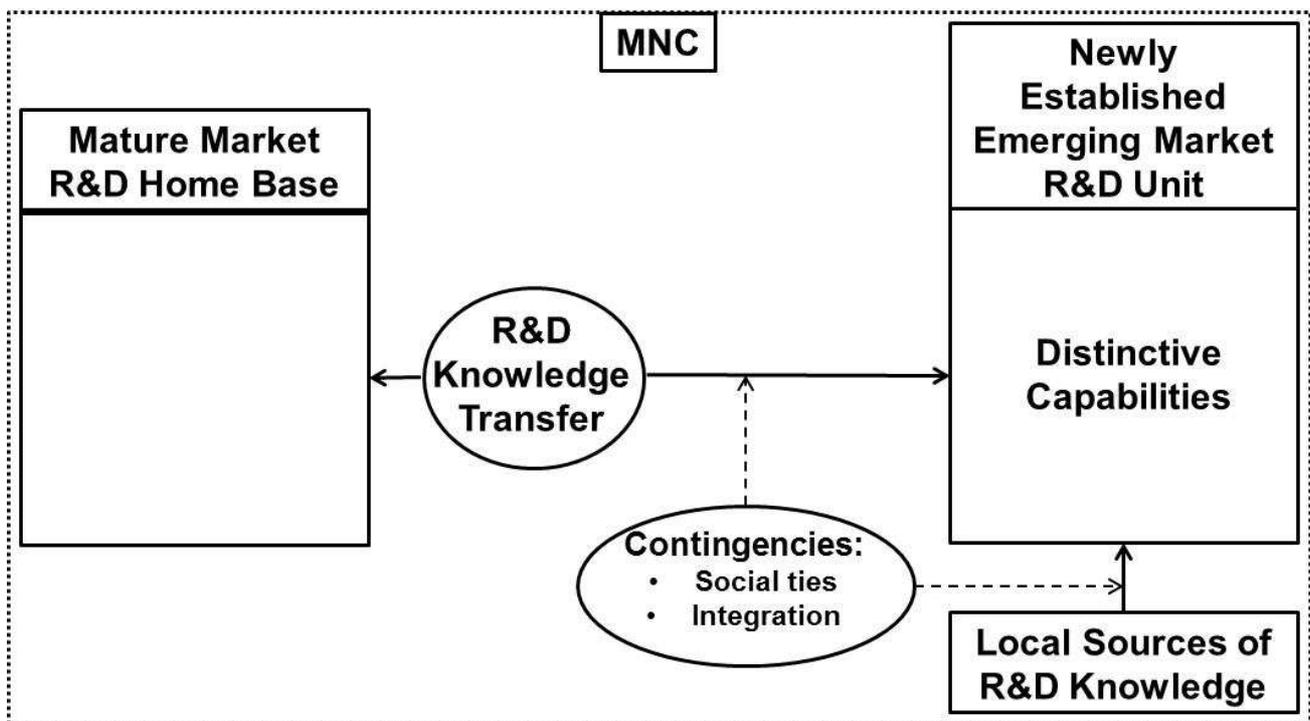 MNC
Mature Market
R&D Home Base
Newly
Established
Emerging Market
R&D Unit
R&D
Knowledge
Transfer
Distinctive
Capabilities
Contingencies:
• Social ties
• Integration
Local Sources of
R&D Knowledge